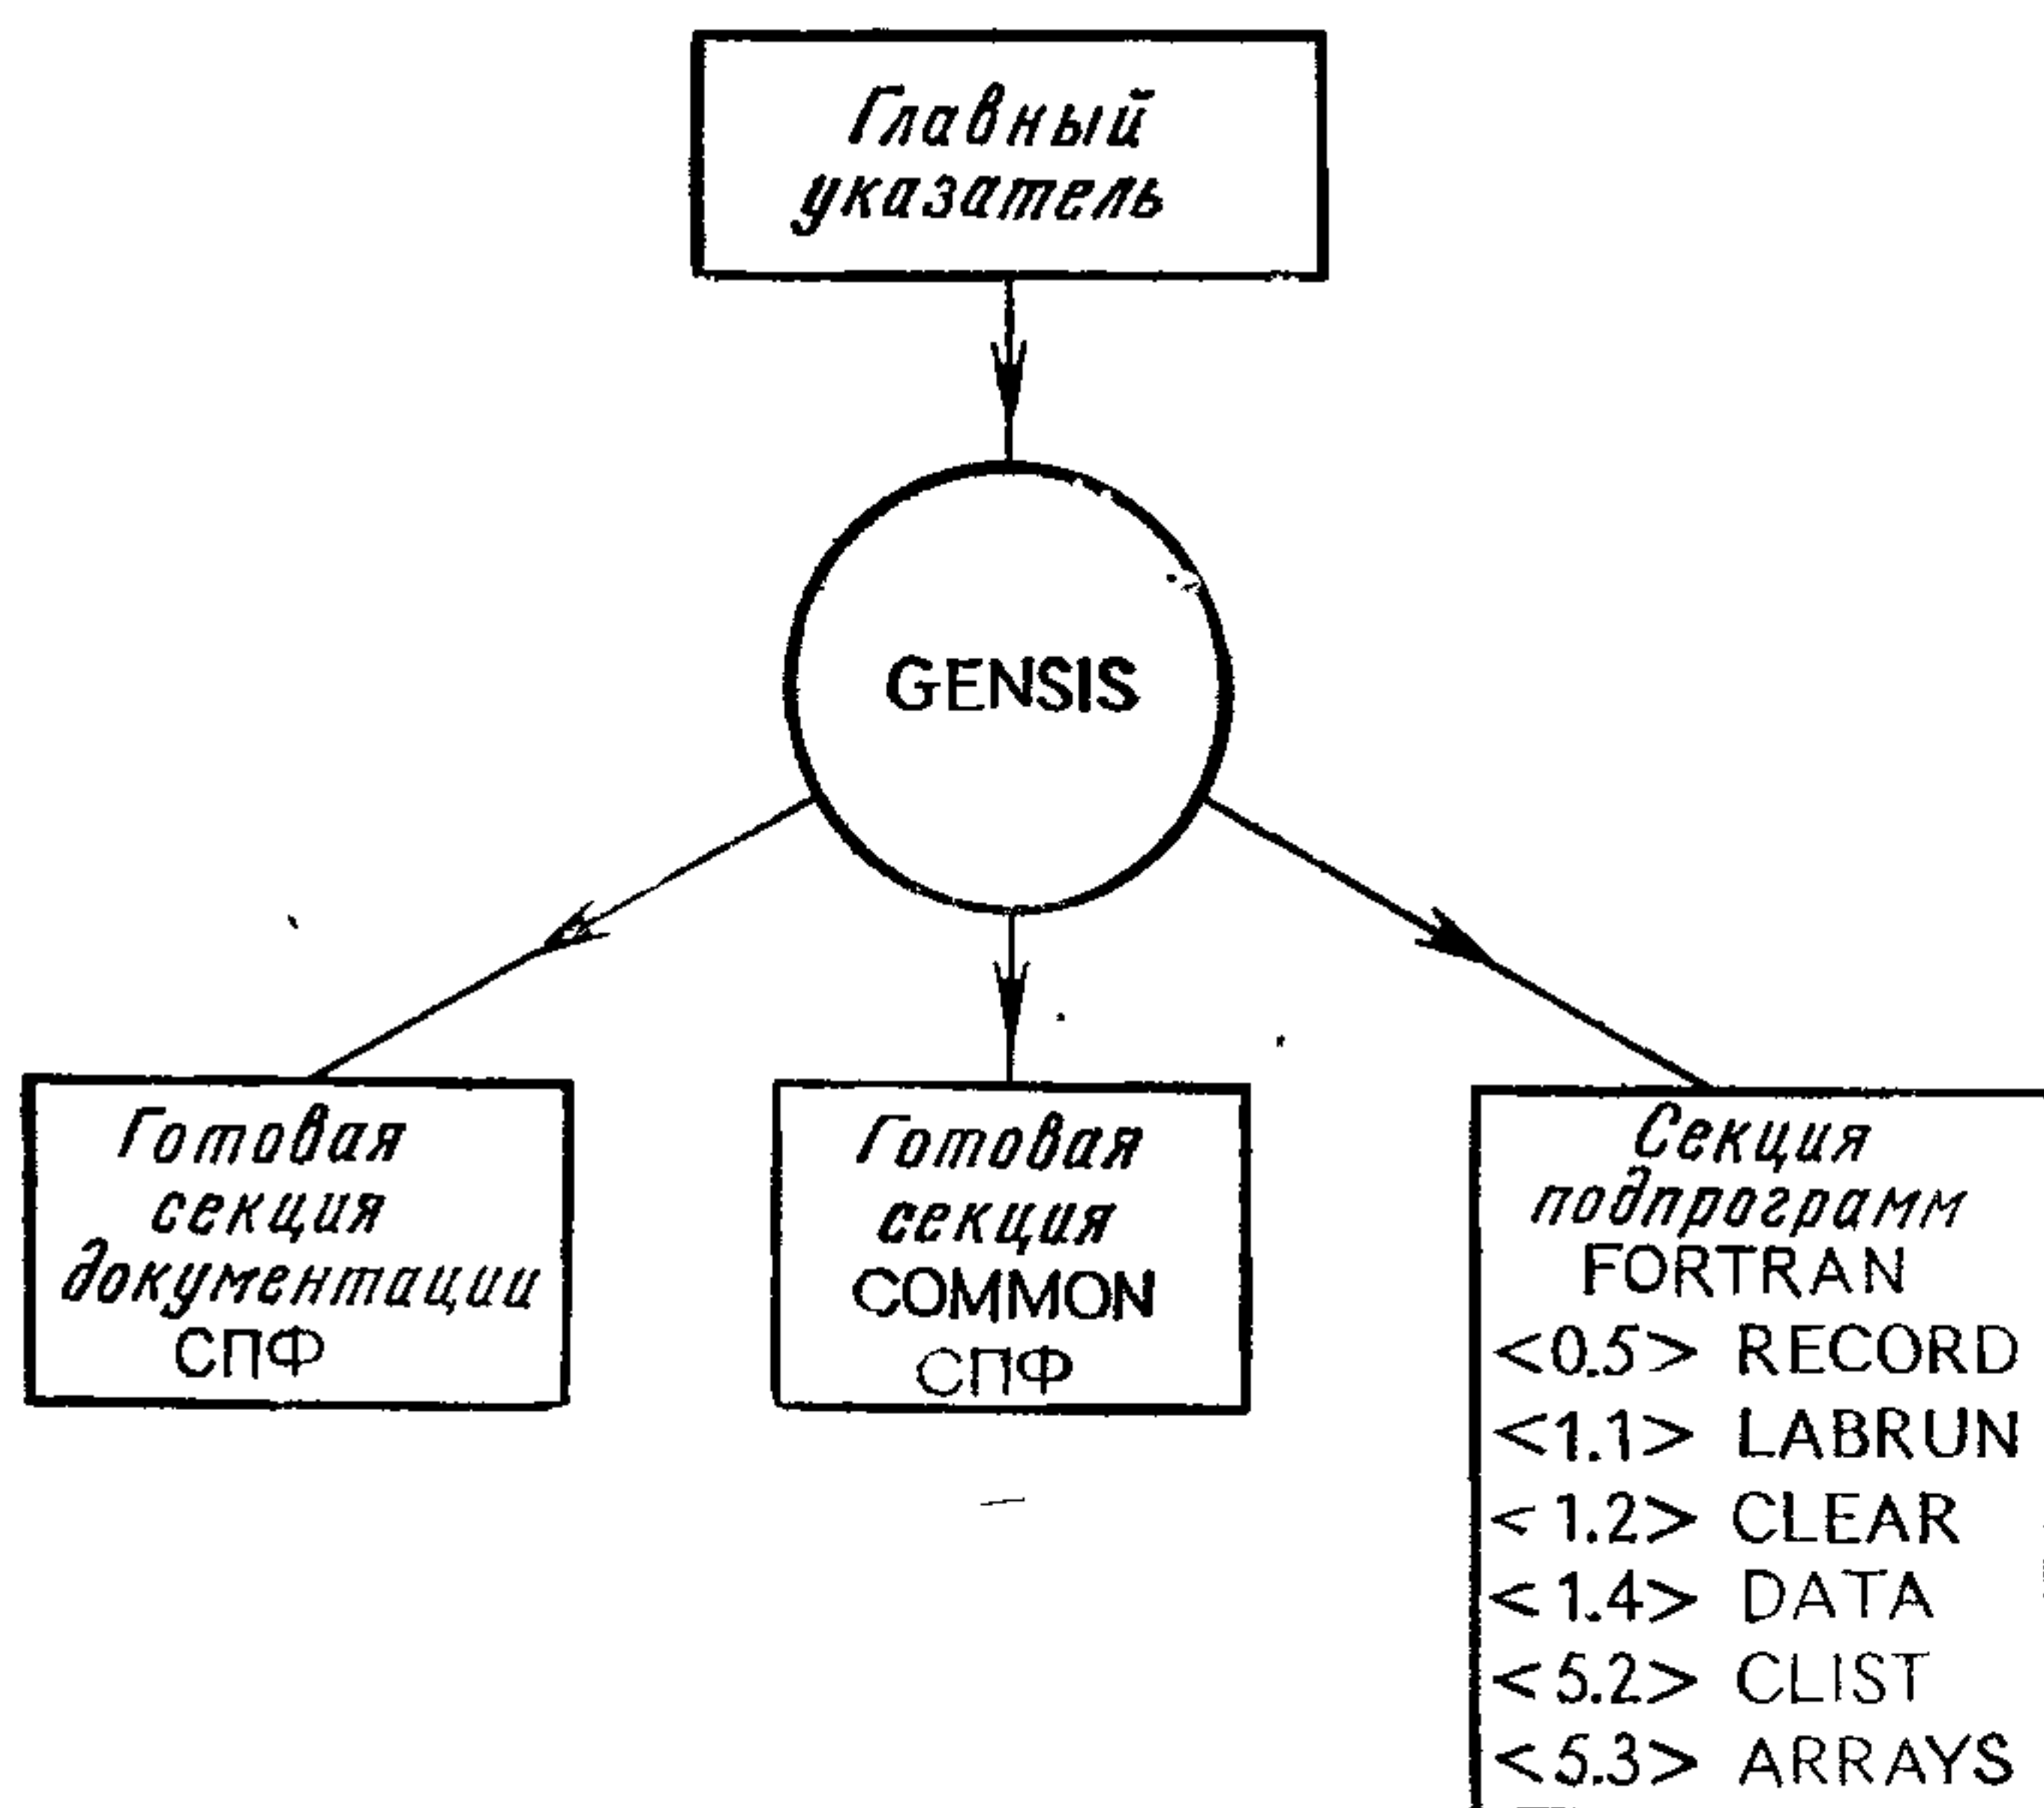 Главный
указатель
GENSIS
Готовая
секция
документации
СПФ
Готовая
секция
COMMON
СПФ
Секция
подпрограмм
FORTRAN
<0.5> RECORD
<1.1> LABRUN
<1.2> CLEAR
<1.4> DATA
<5.2> CLIST
<5.3> ARRAYS